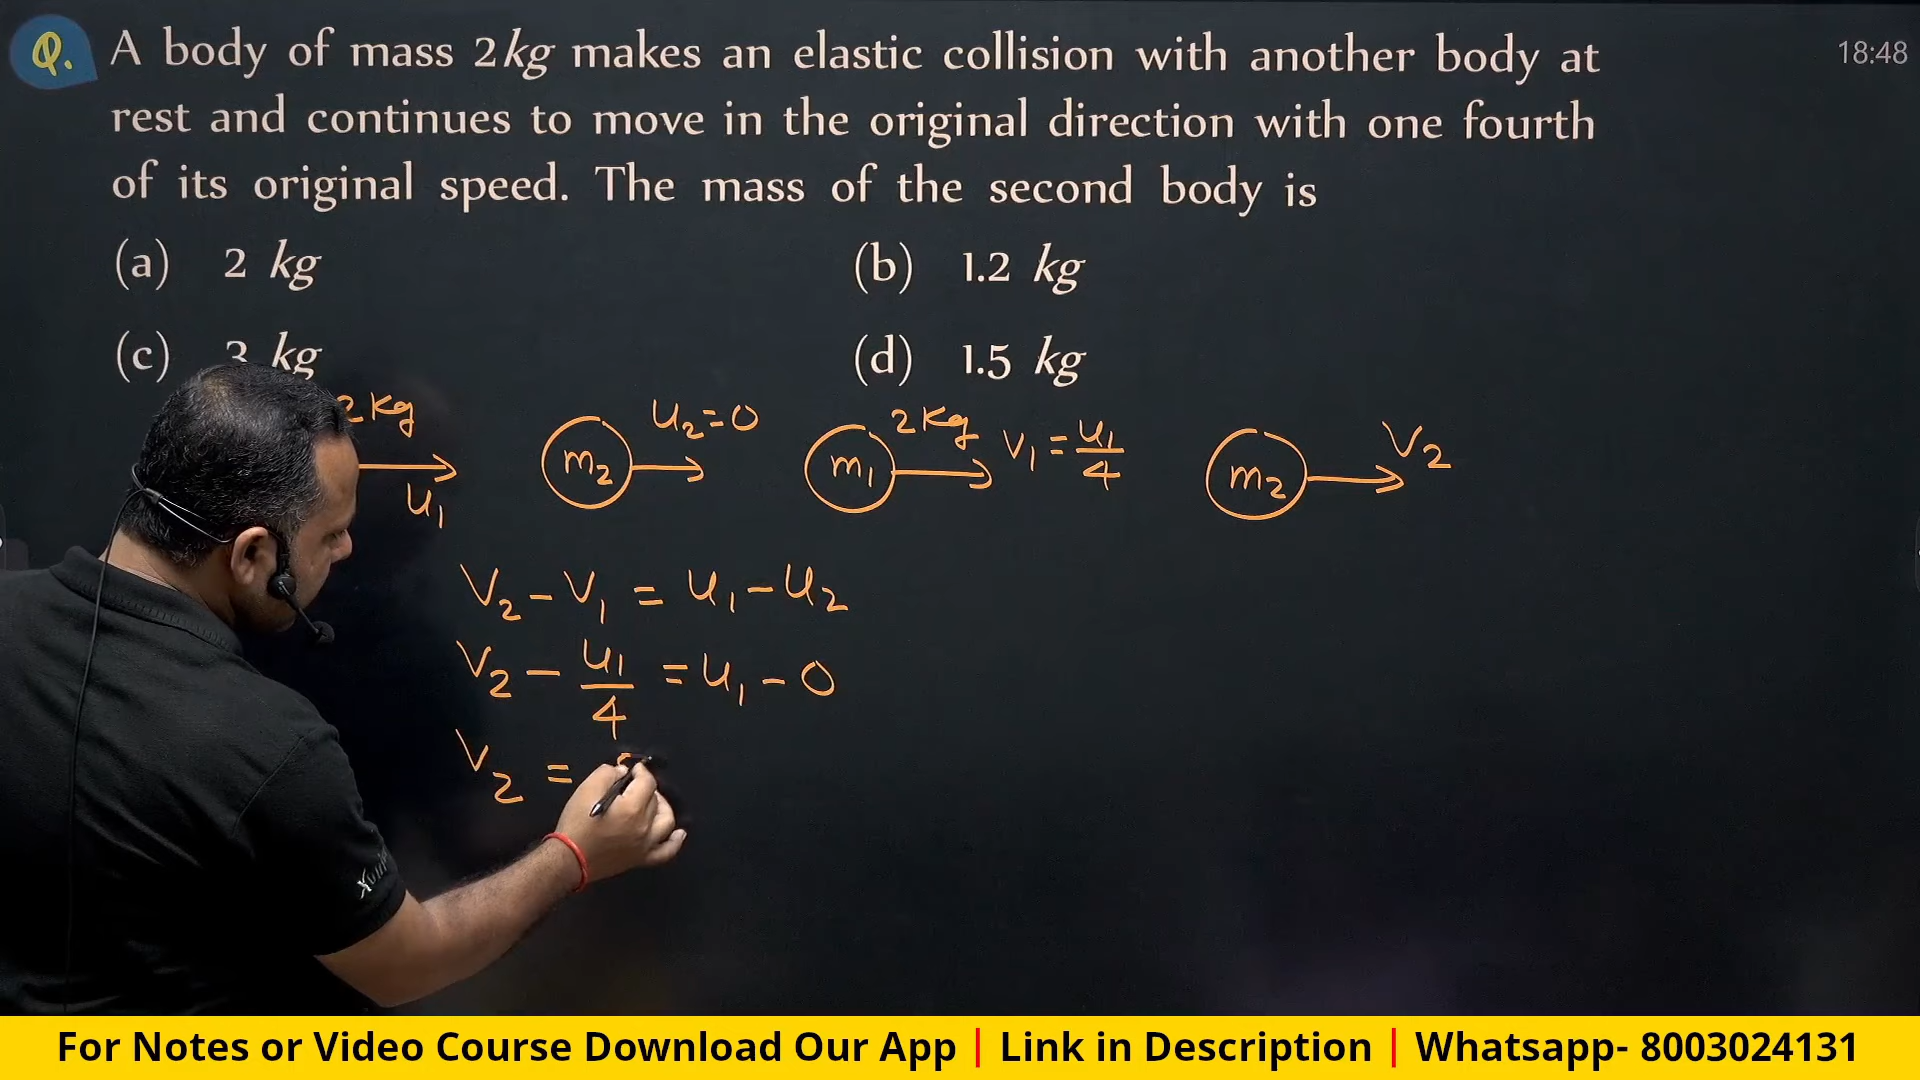 Q. A body of mass 2kg makes an elastic collision with another body at
18:48
rest and continues to move in the original direction with one fourth
of its original speed. The mass of the second body is
(a) 2 kg
(b) 1.2 kg
(c) 3 kg
(d) 1.5 kg
2kg
u₁
m₂
u₂=0
m₁
2kg
v₁ = u₁/4
m₂
v₂
v₂ - v₁ = u₁ - u₂
v₂ - u₁/4 = u₁ - 0
v₂ =
For Notes or Video Course Download Our App | Link in Description | Whatsapp- 8003024131